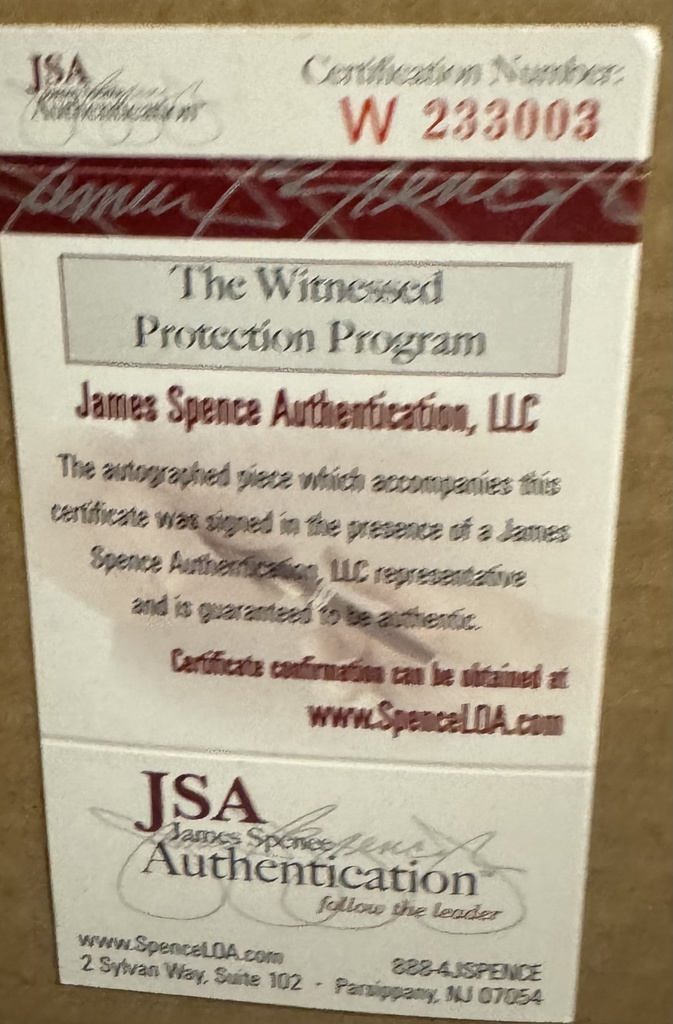 JSA
Authentication
Certification Number:
W 233003
James Spence
The Witnessed
Protection Program
James Spence Authentication, LLC
The autographed piece which accompanies this
certificate was signed in the presence of a James
Spence Authentication, LLC representative
and is guaranteed to be authentic.
Certificate confirmation can be obtained at
www.SpenceLOA.com
JSA
James Spence
Authentication™
follow the leader
www.SpenceLOA.com
888-4JSPENCE
2 Sylvan Way, Suite 102 - Parsippany, NJ 07054